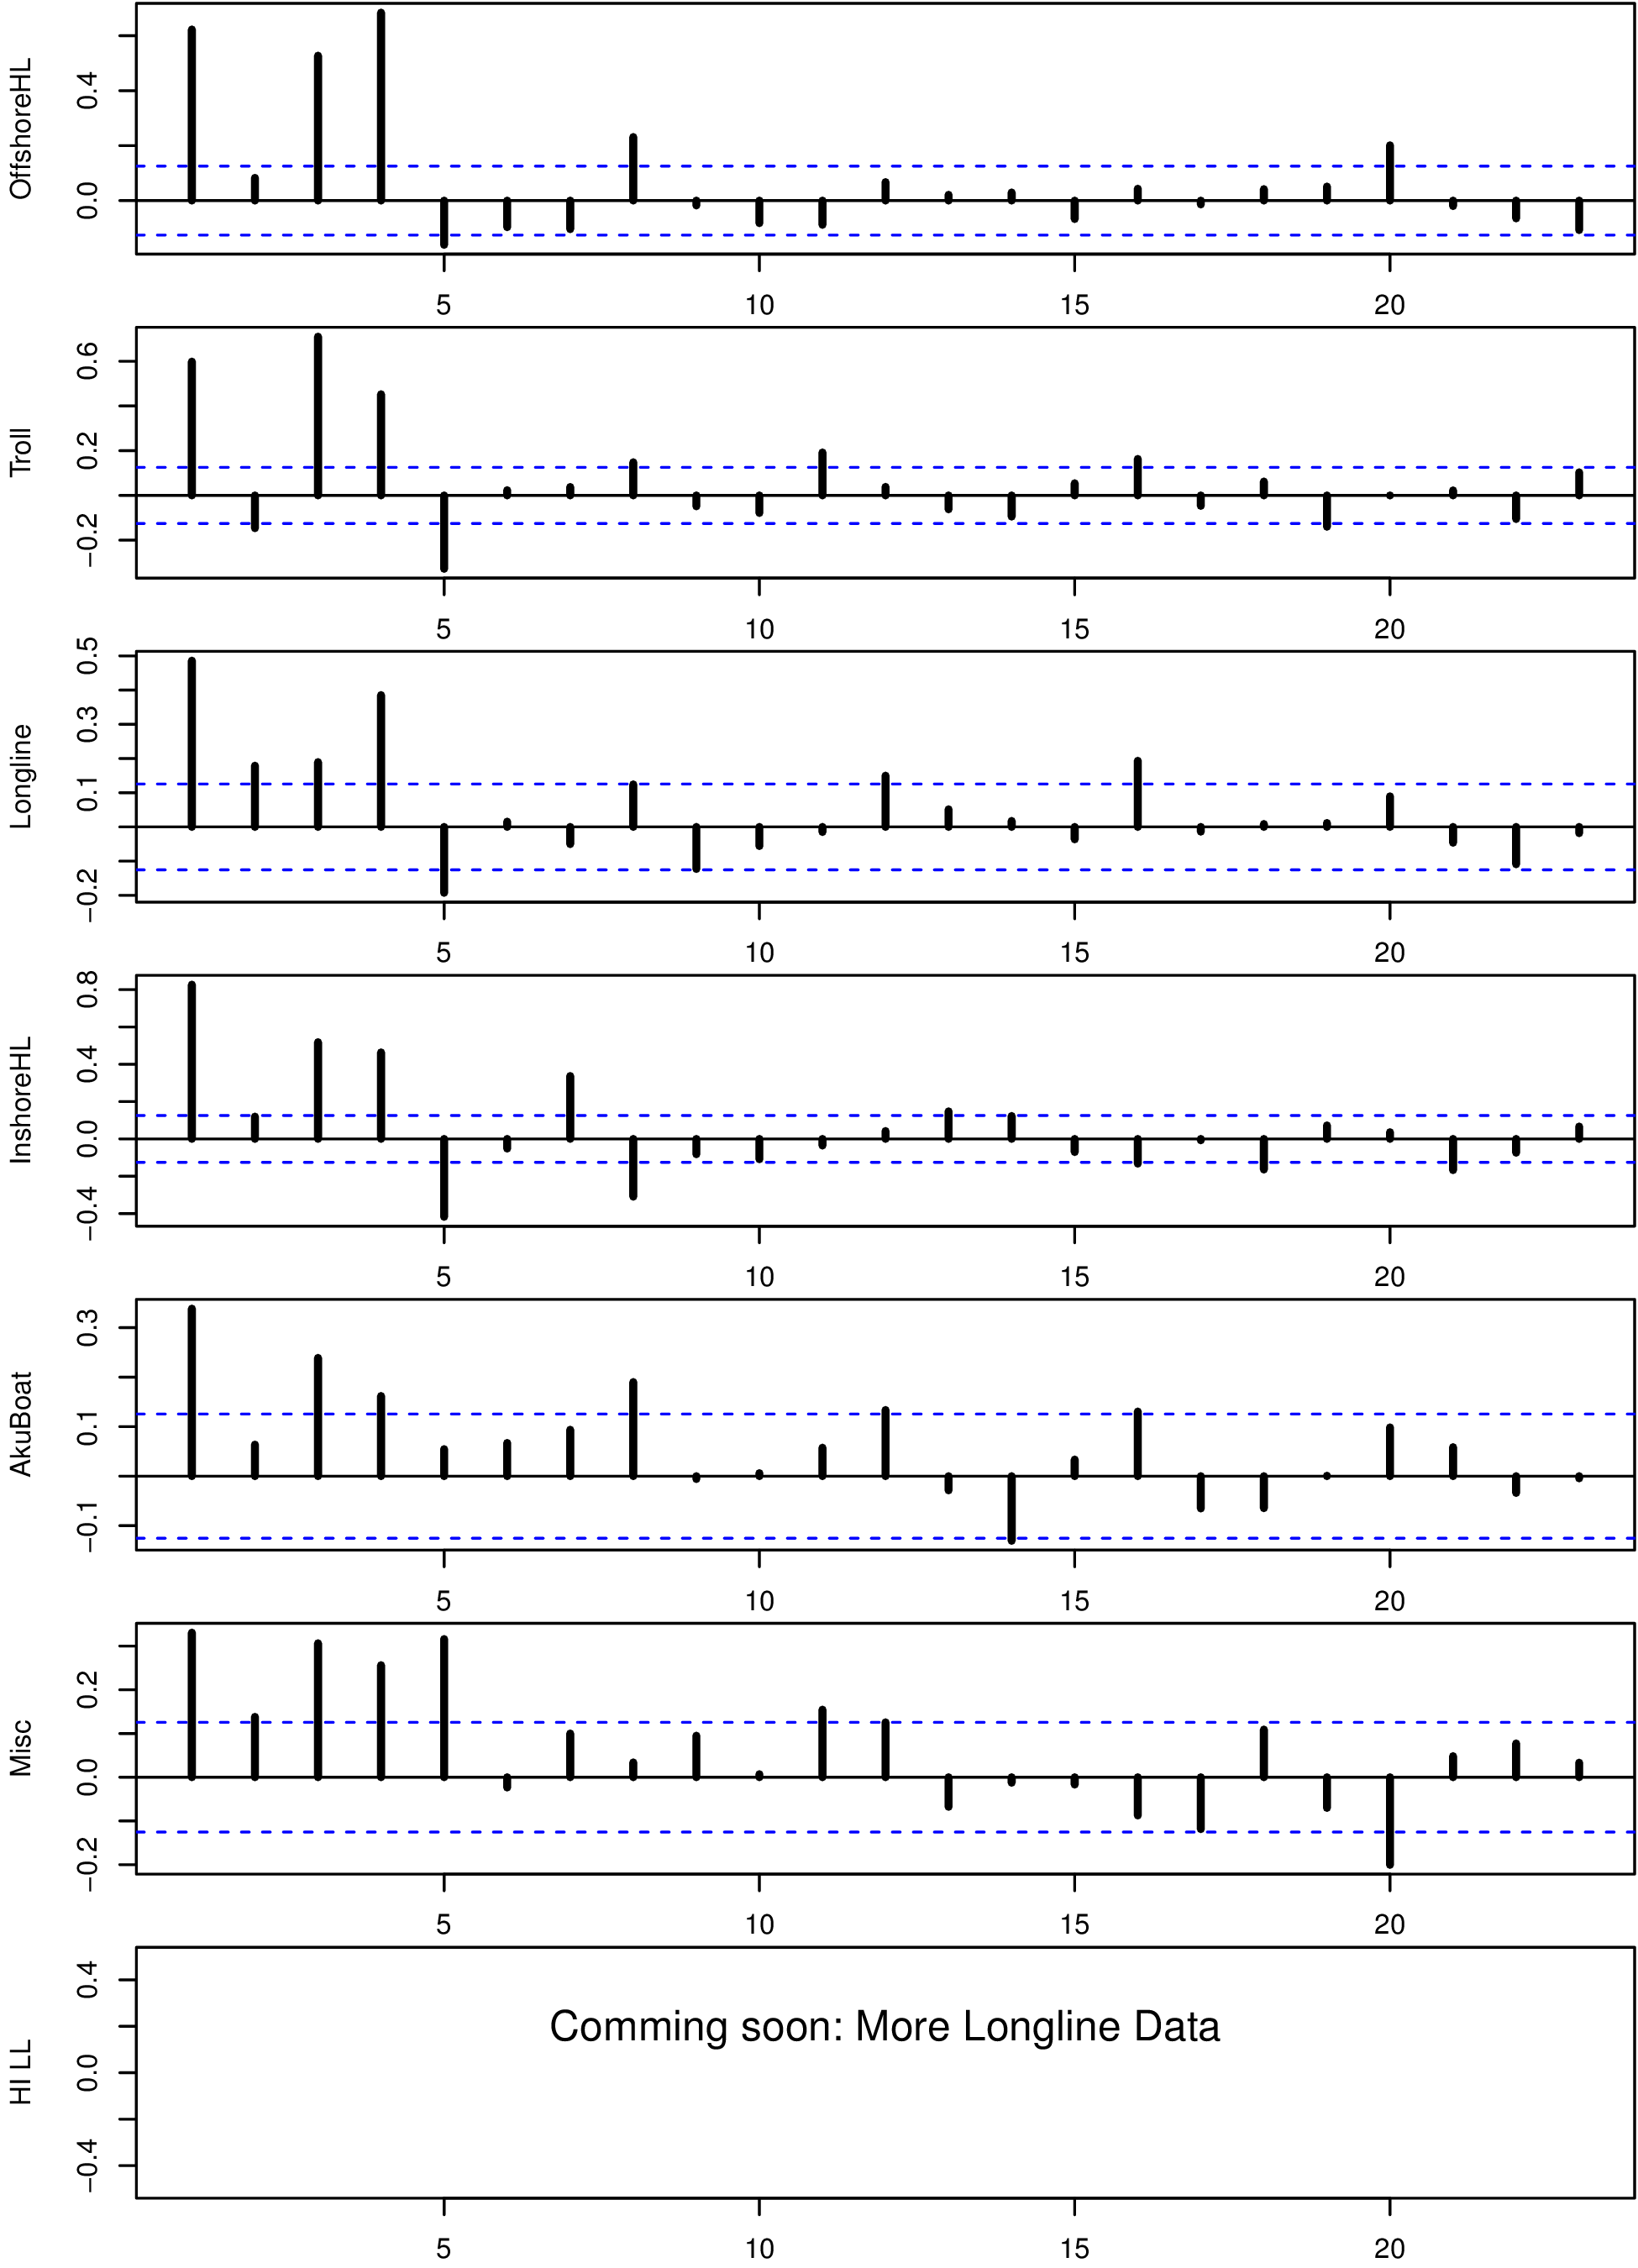 OffshoreHL
0.0 0.4
5 10 15 20
Troll
−0.2 0.2 0.6
5 10 15 20
Longline
−0.2 0.1 0.3 0.5
5 10 15 20
InshoreHL
−0.4 0.0 0.4 0.8
5 10 15 20
AkuBoat
−0.1 0.1 0.3
5 10 15 20
Misc
−0.2 0.0 0.2
5 10 15 20
HI LL
−0.4 0.0 0.4
Comming soon: More Longline Data
5 10 15 20